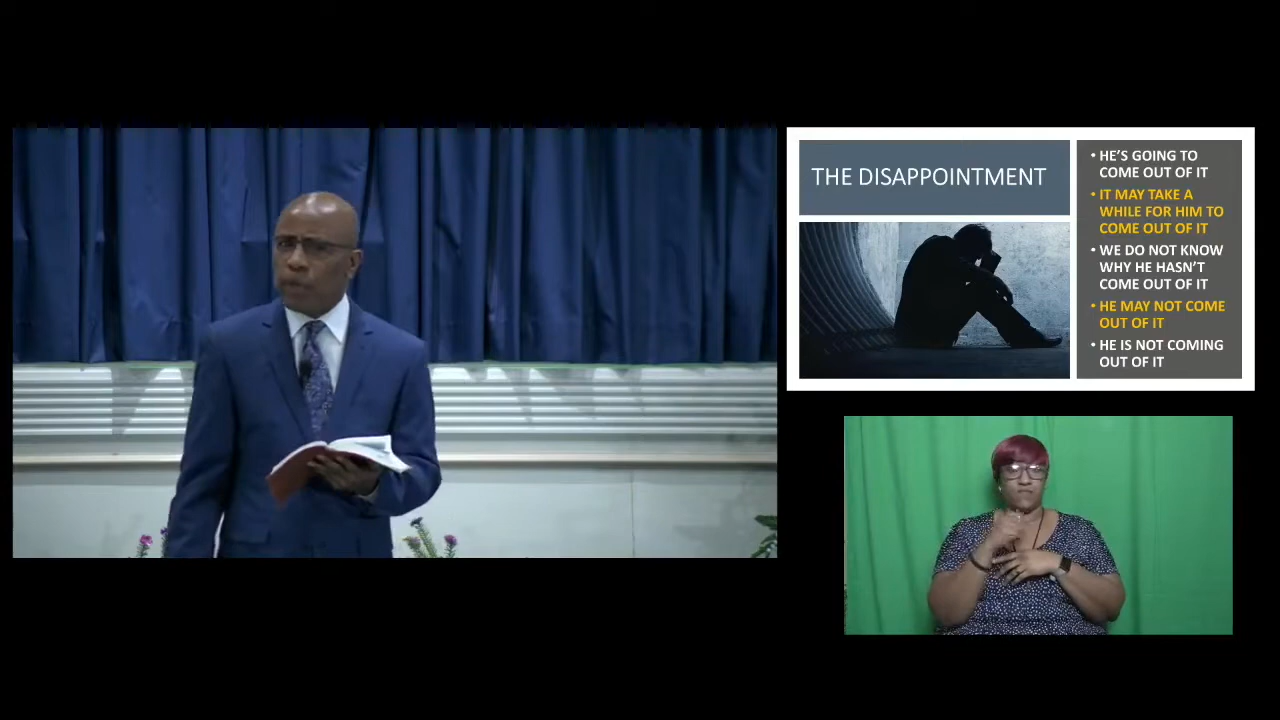 THE DISAPPOINTMENT
• HE’S GOING TO
COME OUT OF IT
• IT MAY TAKE A
WHILE FOR HIM TO
COME OUT OF IT
• WE DO NOT KNOW
WHY HE HASN’T
COME OUT OF IT
• HE MAY NOT COME
OUT OF IT
• HE IS NOT COMING
OUT OF IT